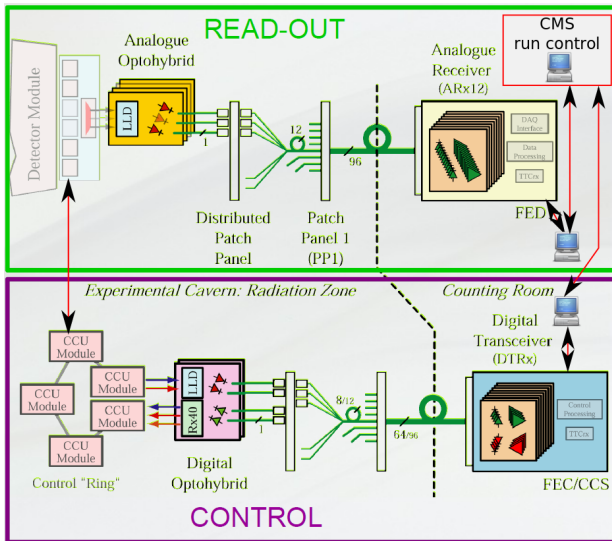 READ-OUT
CMS
run control
Analogue
Optohybrid
Analogue
Receiver
(ARx12)
Detector Module
LLD
1
12
96
DAQ
Interface
Data
Processing
TTCrx
FED
Distributed
Patch
Panel
Patch
Panel 1
(PP1)
Experimental Cavern: Radiation Zone
Counting Room
Digital
Transceiver
(DTRx)
CCU
Module
CCU
Module
CCU
Module
CCU
Module
CCU
Module
LLD
Rx40
1
8/12
64/96
Control
Processing
TTCrx
Control "Ring"
Digital
Optohybrid
FEC/CCS
CONTROL